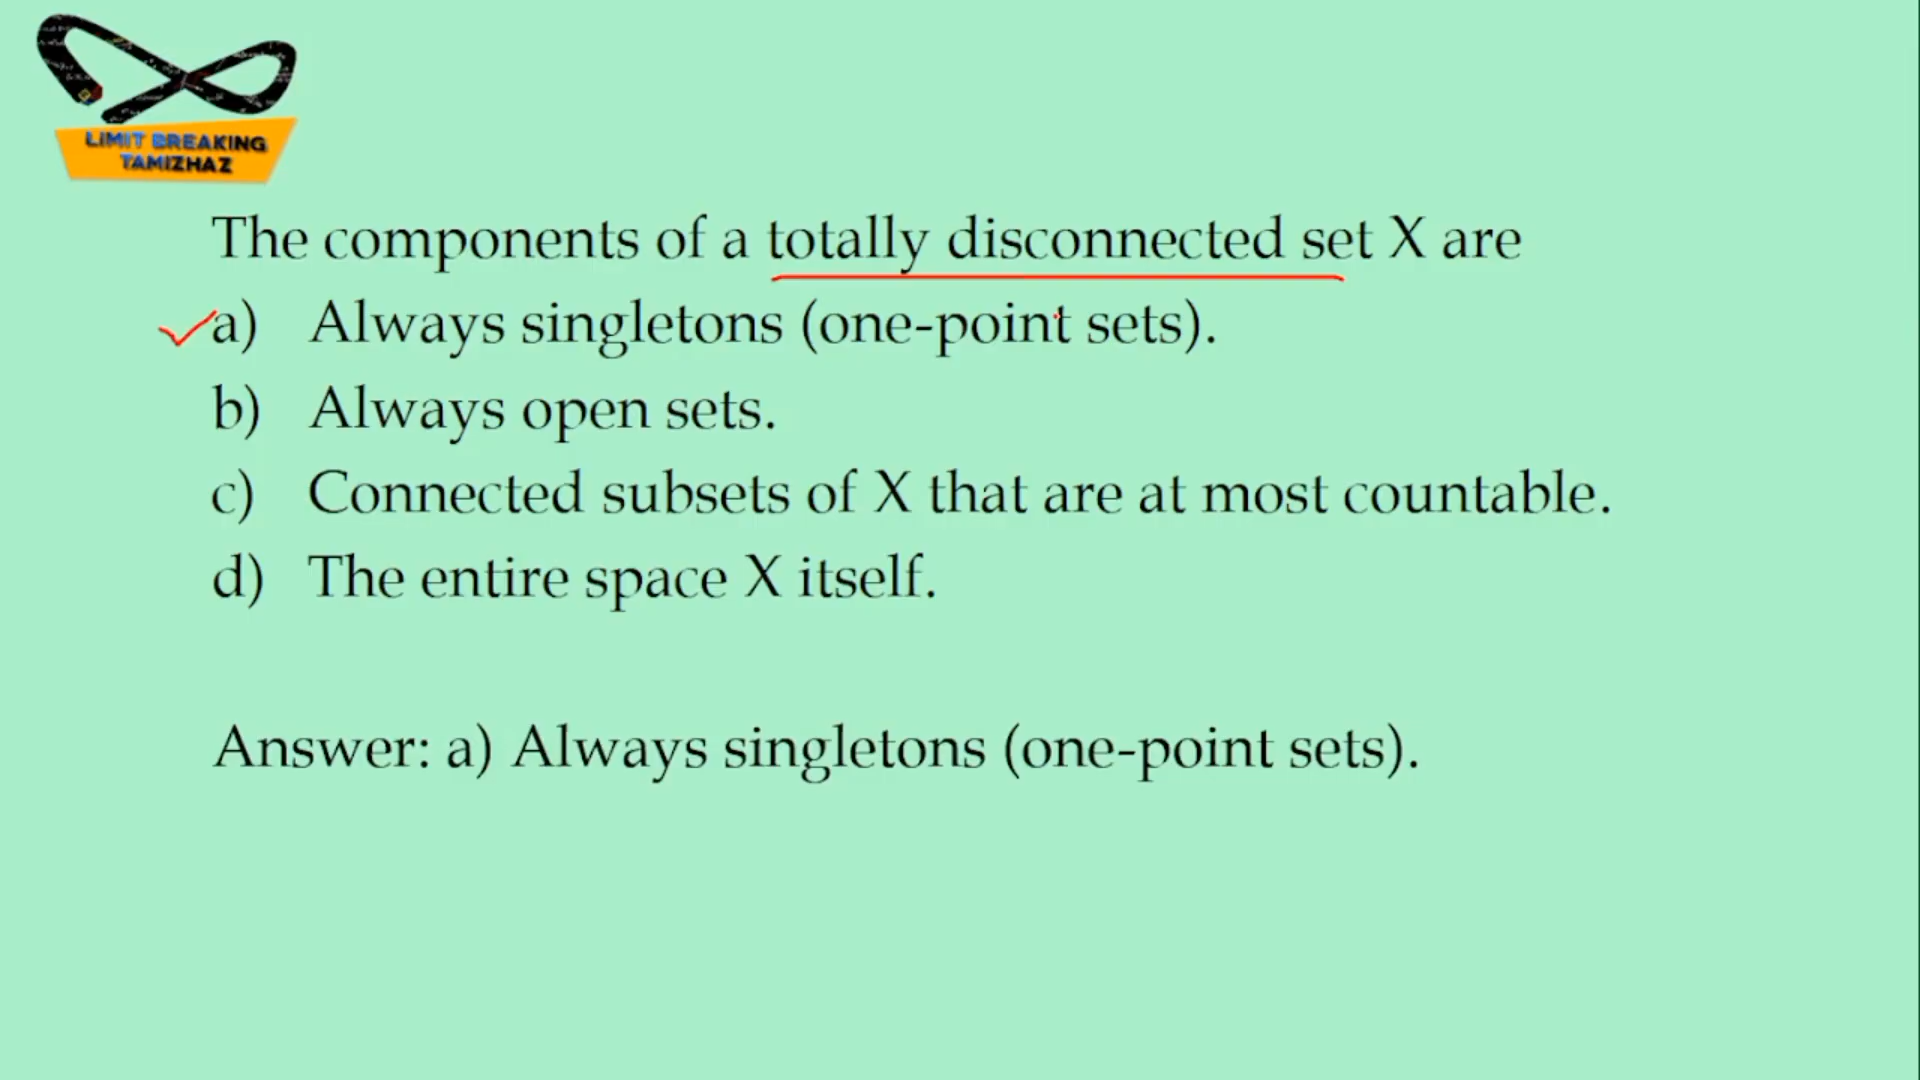 LIMIT BREAKING
TAMIZHAZ
The components of a totally disconnected set X are
a) Always singletons (one-point sets).
b) Always open sets.
c) Connected subsets of X that are at most countable.
d) The entire space X itself.
Answer: a) Always singletons (one-point sets).